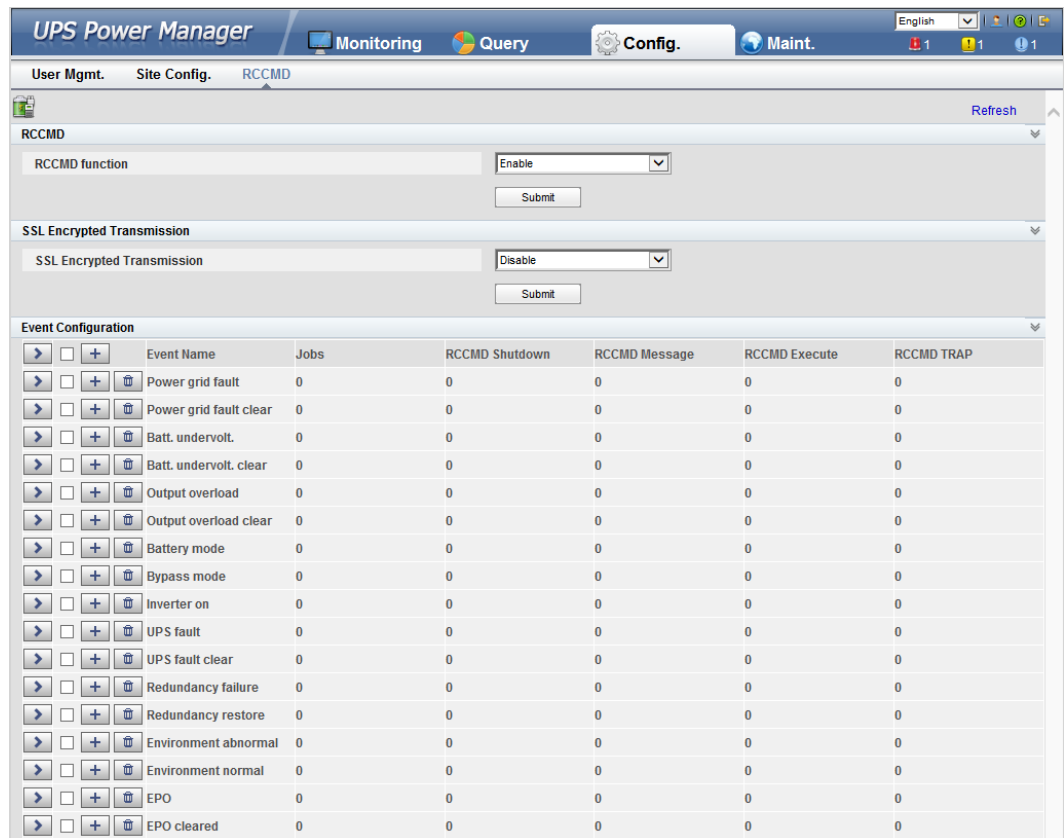 UPS Power Manager
Monitoring
Query
Config.
Maint.
English
1
1
1
User Mgmt. Site Config. RCCMD
Refresh
RCCMD
RCCMD function Enable
Submit
SSL Encrypted Transmission
SSL Encrypted Transmission Disable
Submit
Event Configuration
Event Name Jobs RCCMD Shutdown RCCMD Message RCCMD Execute RCCMD TRAP
Power grid fault 0 0 0 0 0
Power grid fault clear 0 0 0 0 0
Batt. undervolt. 0 0 0 0 0
Batt. undervolt. clear 0 0 0 0 0
Output overload 0 0 0 0 0
Output overload clear 0 0 0 0 0
Battery mode 0 0 0 0 0
Bypass mode 0 0 0 0 0
Inverter on 0 0 0 0 0
UPS fault 0 0 0 0 0
UPS fault clear 0 0 0 0 0
Redundancy failure 0 0 0 0 0
Redundancy restore 0 0 0 0 0
Environment abnormal 0 0 0 0 0
Environment normal 0 0 0 0 0
EPO 0 0 0 0 0
EPO cleared 0 0 0 0 0